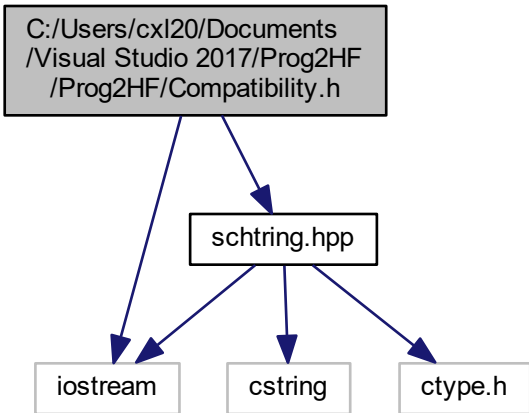 C:/Users/cxl20/Documents
/Visual Studio 2017/Prog2HF
/Prog2HF/Compatibility.h
schtring.hpp
iostream
cstring
ctype.h